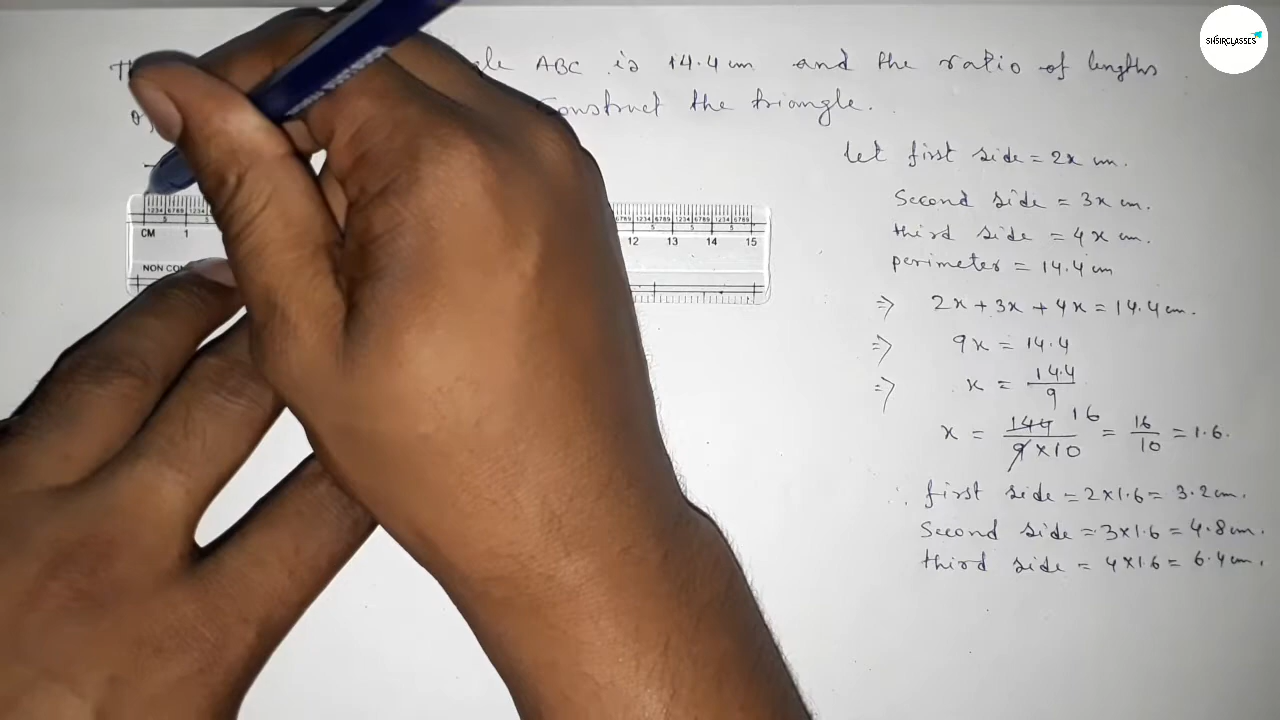 ABC is 14.4 cm and the ratio of lengths
Construct the triangle.
SHSIRCLASSES
Let first side = 2x cm.
Second side = 3x cm.
third side = 4x cm.
perimeter = 14.4 cm
⇒ 2x + 3x + 4x = 14.4 cm.
⇒ 9x = 14.4
⇒ x = 14.4/9
x = 144/9×10 16 = 16/10 = 1.6.
∴ first side = 2×1.6 = 3.2 cm.
Second side = 3×1.6 = 4.8 cm.
third side = 4×1.6 = 6.4 cm.
CM 1 12 13 14 15